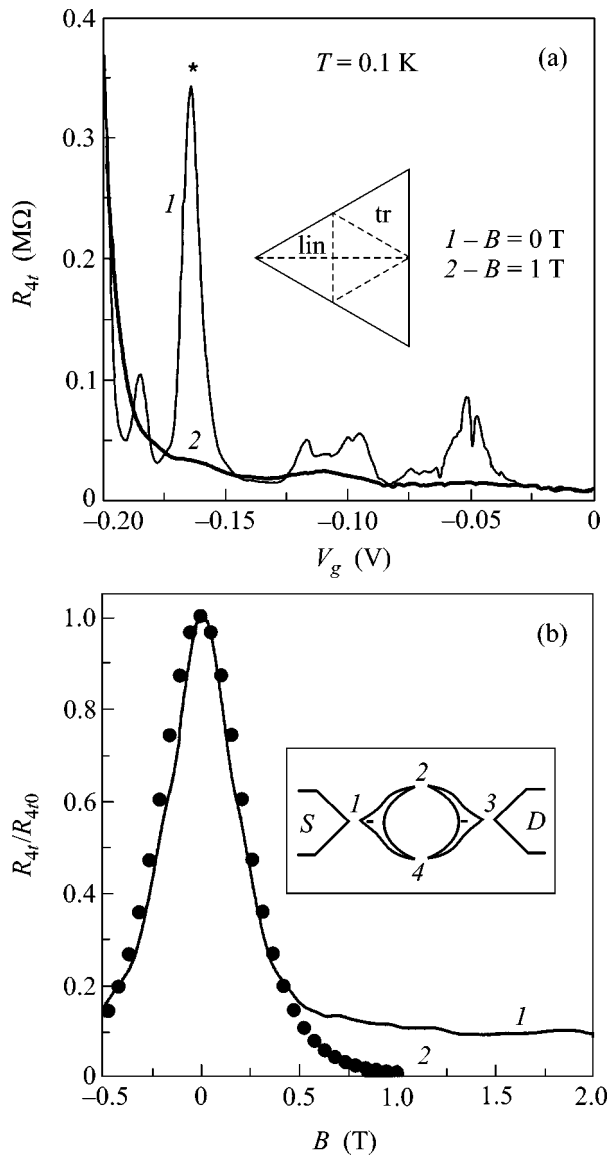 0.4
(a)
*
T = 0.1 K
0.3
1
tr
lin
1 – B = 0 T
2 – B = 1 T
R4t (MΩ)
0.2
0.1
2
0
–0.20 –0.15 –0.10 –0.05 0
Vg (V)
(b)
1.0
0.8
2
S 1 3 D
4
0.6
R4t/R4t0
0.4
0.2
1
2
0
–0.5 0 0.5 1.0 1.5 2.0
B (T)